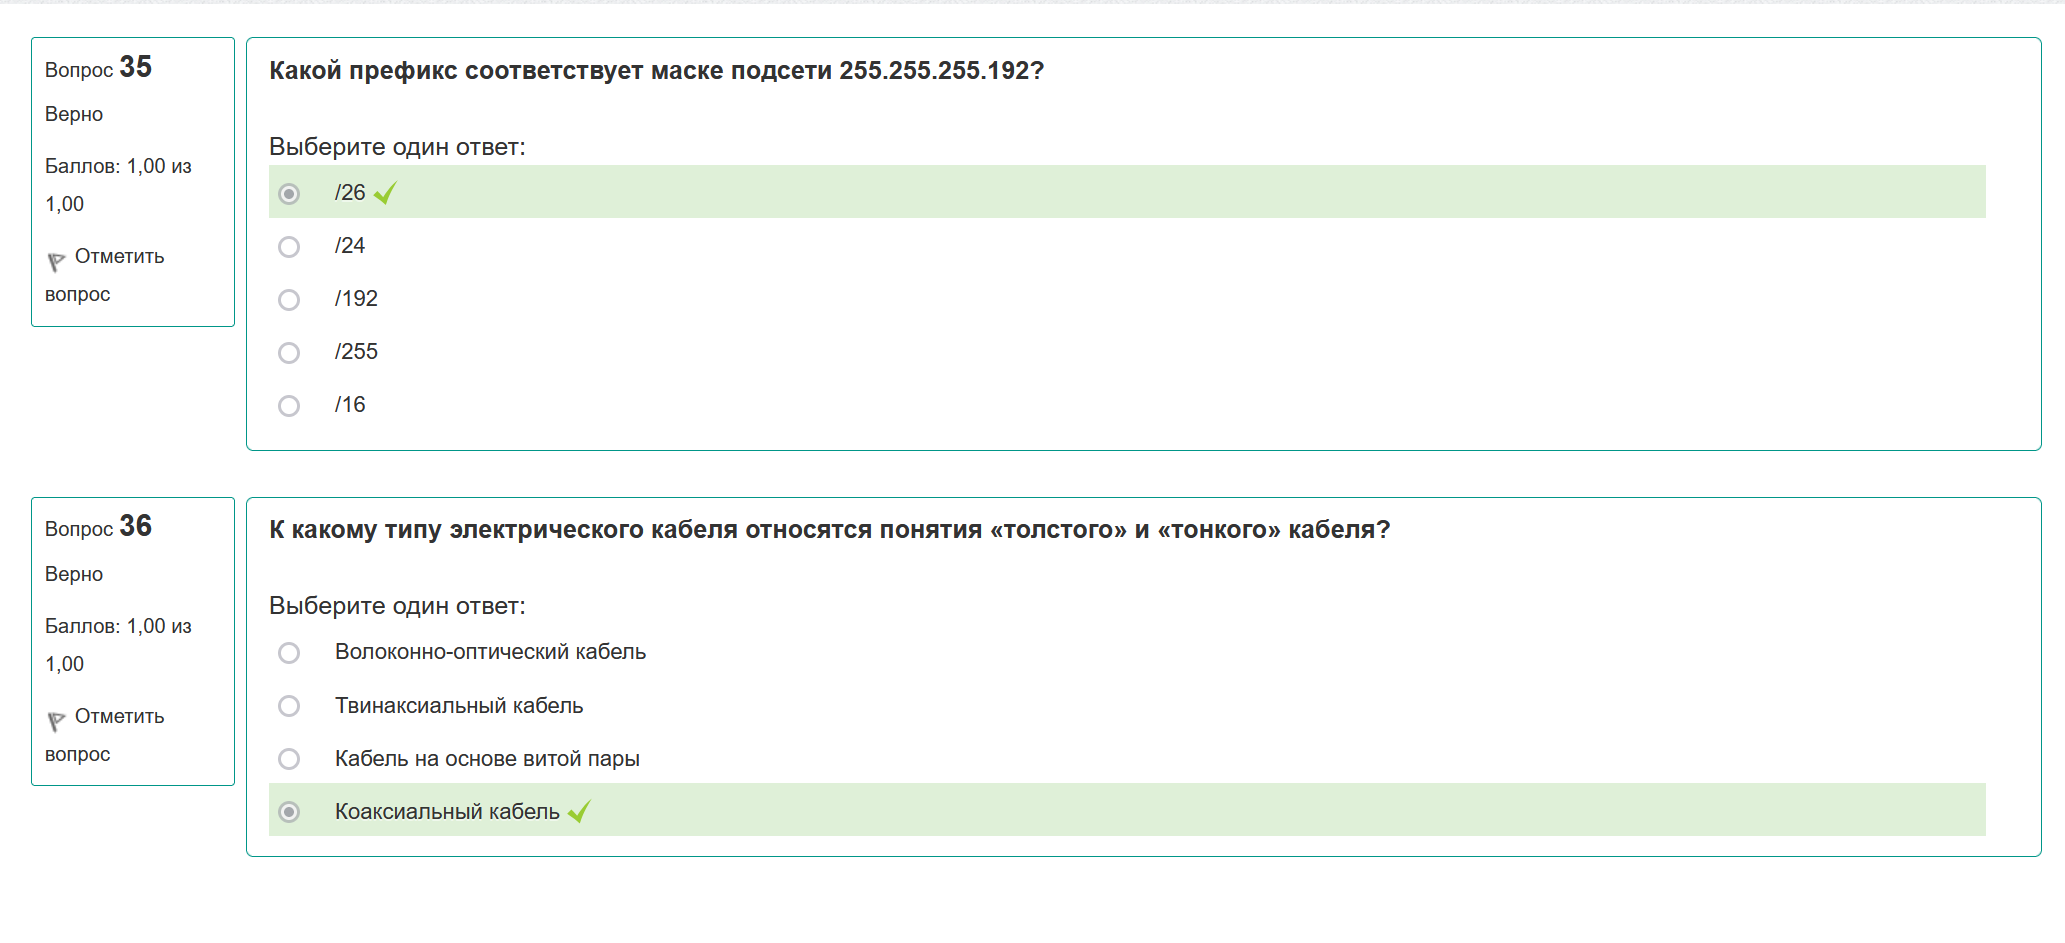 Вопрос 35
Верно
Баллов: 1,00 из
1,00
Отметить
вопрос
Какой префикс соответствует маске подсети 255.255.255.192?
Выберите один ответ:
/26
/24
/192
/255
/16
Вопрос 36
Верно
Баллов: 1,00 из
1,00
Отметить
вопрос
К какому типу электрического кабеля относятся понятия «толстого» и «тонкого» кабеля?
Выберите один ответ:
Волоконно-оптический кабель
Твинаксиальный кабель
Кабель на основе витой пары
Коаксиальный кабель